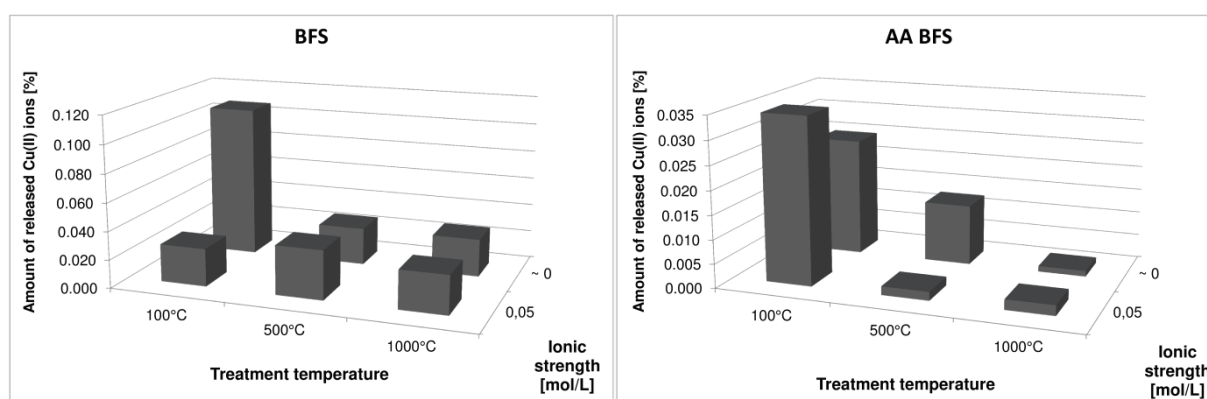 BFS
Amount of released Cu(II) ions [%]
0.120
0.100
0.080
0.060
0.040
0.020
0.000
100°C
500°C
1000°C
~ 0
0,05
Treatment temperature
Ionic
strength
[mol/L]
AA BFS
Amount of released Cu(II) ions [%]
0.035
0.030
0.025
0.020
0.015
0.010
0.005
0.000
100°C
500°C
1000°C
~ 0
0,05
Treatment temperature
Ionic
strength
[mol/L]